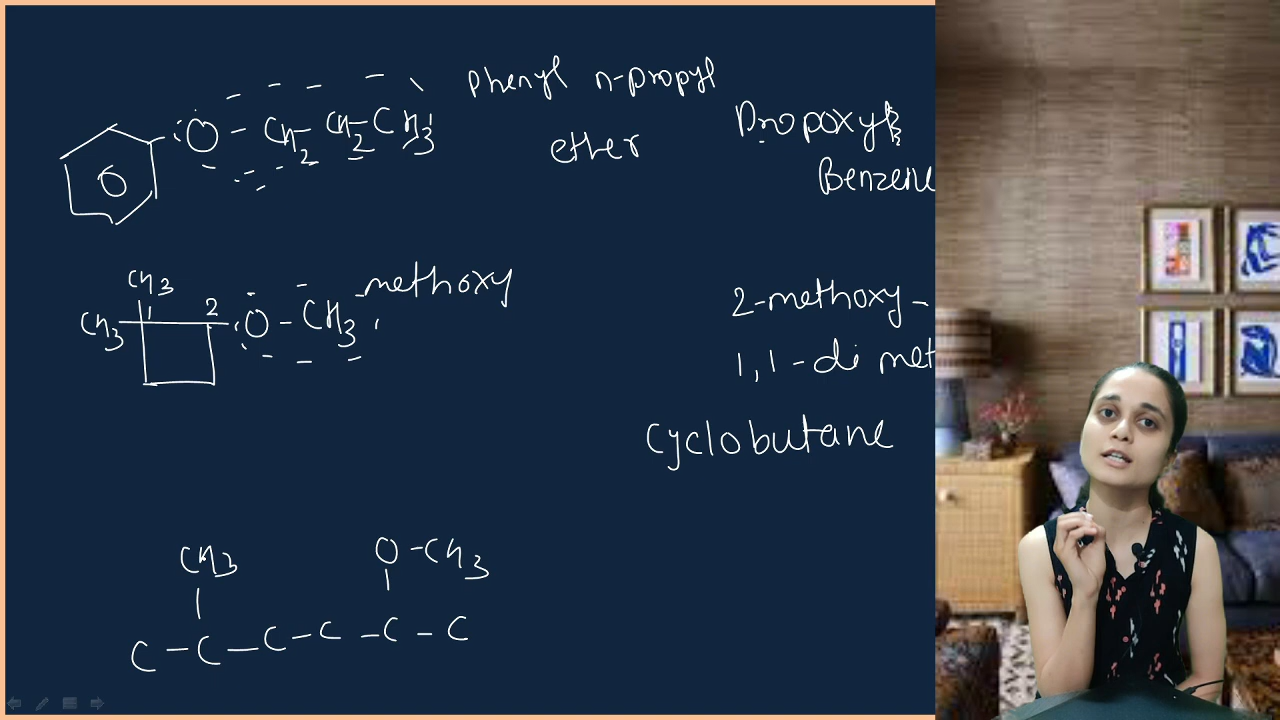 Phenyl n-propyl
ether
Propoxy
Benzene
O - CH2 - CH2 - CH3
O
CH3
CH3
1
2
O - CH3
methoxy
2-methoxy -
1,1 - di met
cyclobutane
CH3
O - CH3
C - C - C - C - C - C